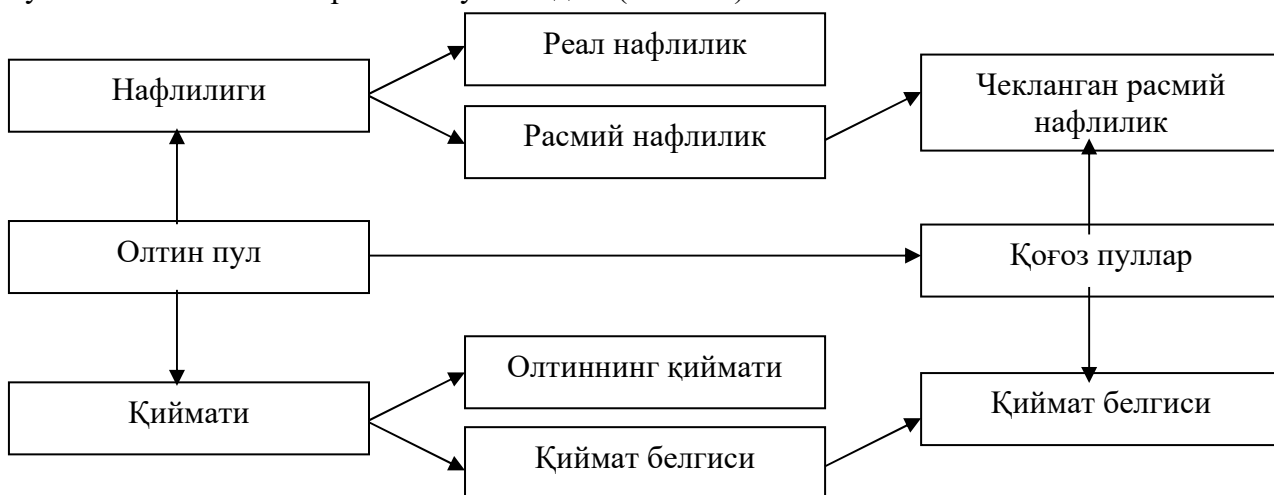 Реал нафлилик
Нафлилиги
Чекланган расмий
нафлилик
Расмий нафлилик
Олтин пул
Қоғоз пуллар
Олтиннинг қиймати
Қиймати
Қиймат белгиси
Қиймат белгиси